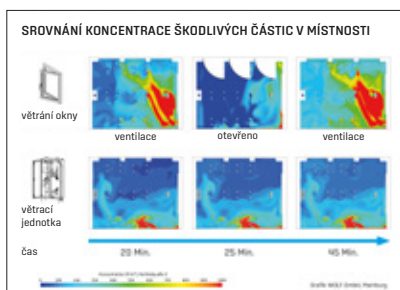 SROVNÁNÍ KONCENTRACE ŠKODLIVÝCH ČÁSTIC V MÍSTNOSTI
větrání okny
ventilace
otevřeno
ventilace
větrací
jednotka
čas
20 Min.
25 Min.
45 Min.
Grafik: WOLF GmbH, Mainburg